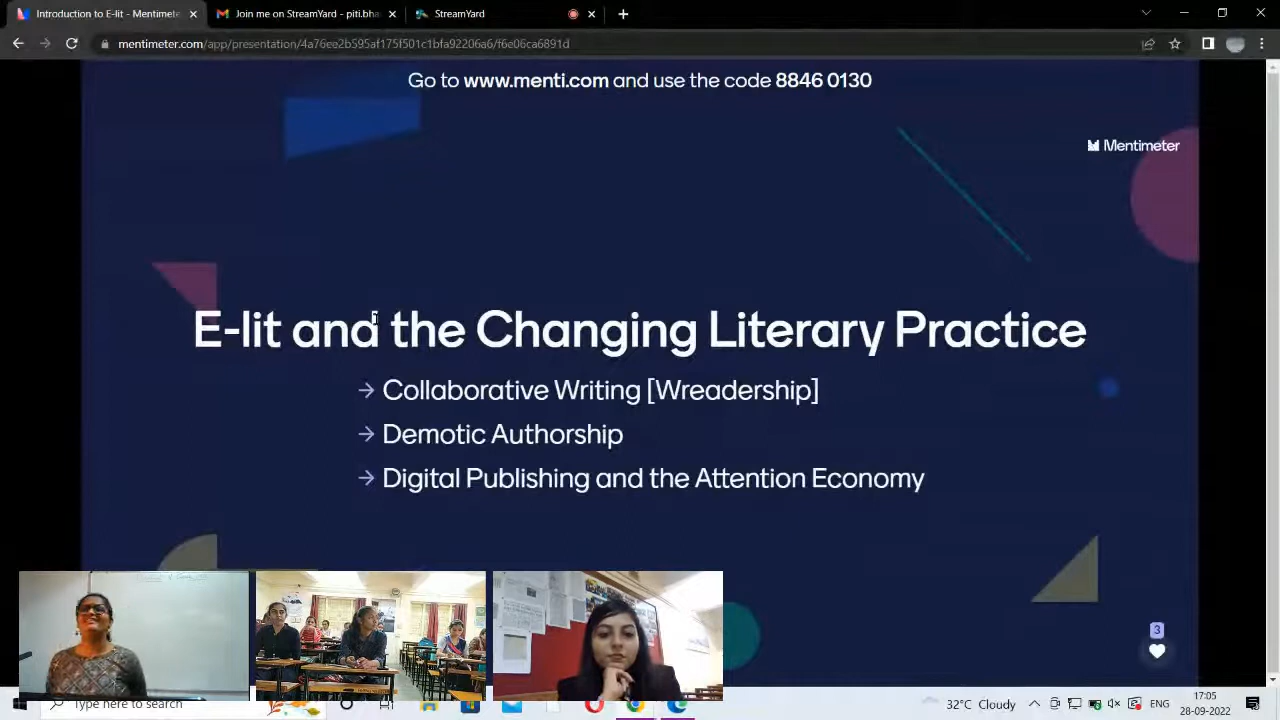 Introduction to E-lit - Mentimete
Join me on StreamYard - piti.bha
StreamYard
mentimeter.com/app/presentation/4a76ee2b595af175f501c1bfa92206a6/f6e06ca6891d
Go to www.menti.com and use the code 8846 0130
Mentimeter
E-lit and the Changing Literary Practice
→ Collaborative Writing [Wreadership]
→ Demotic Authorship
→ Digital Publishing and the Attention Economy
3
Type here to search
32°C Cloudy
ENG
17:05
28-09-2022